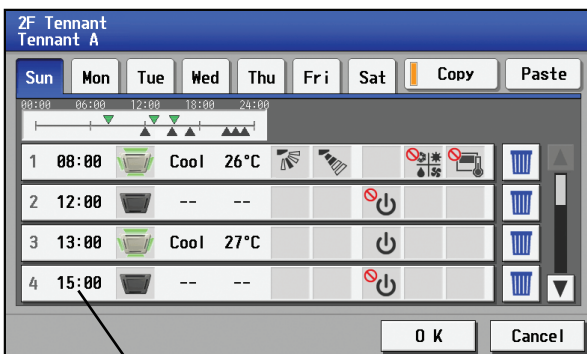 2F Tennant
Tennant A
Sun Mon Tue Wed Thu Fri Sat Copy Paste
00:00 06:00 12:00 18:00 24:00
1 08:00 Cool 26°C
2 12:00 -- --
3 13:00 Cool 27°C
4 15:00 -- --
OK Cancel